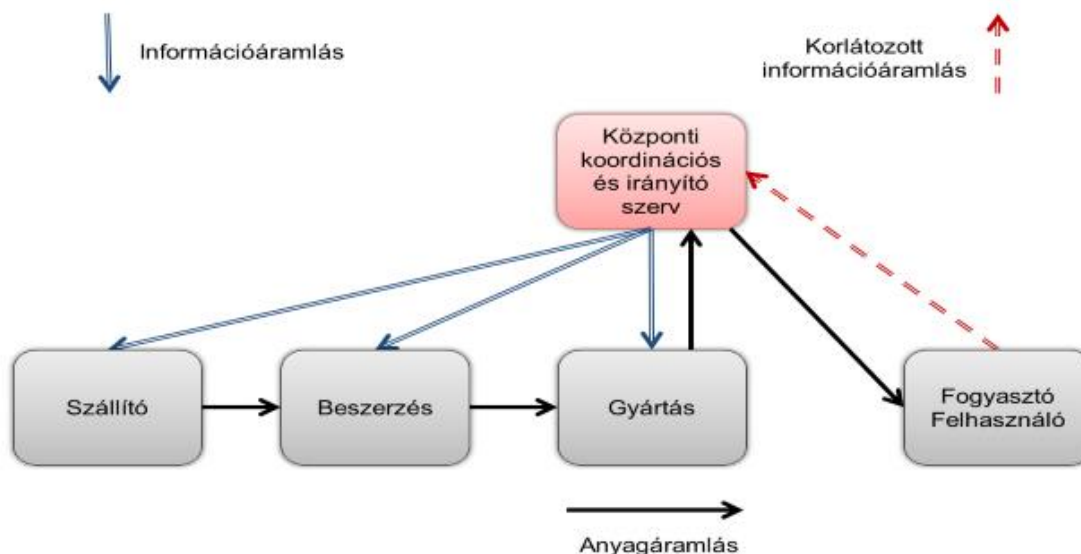 Információáramlás
Korlátozott
információáramlás
Központi
koordinációs
és irányító
szerv
Szállító
Beszerzés
Gyártás
Fogyasztó
Felhasználó
Anyagáramlás